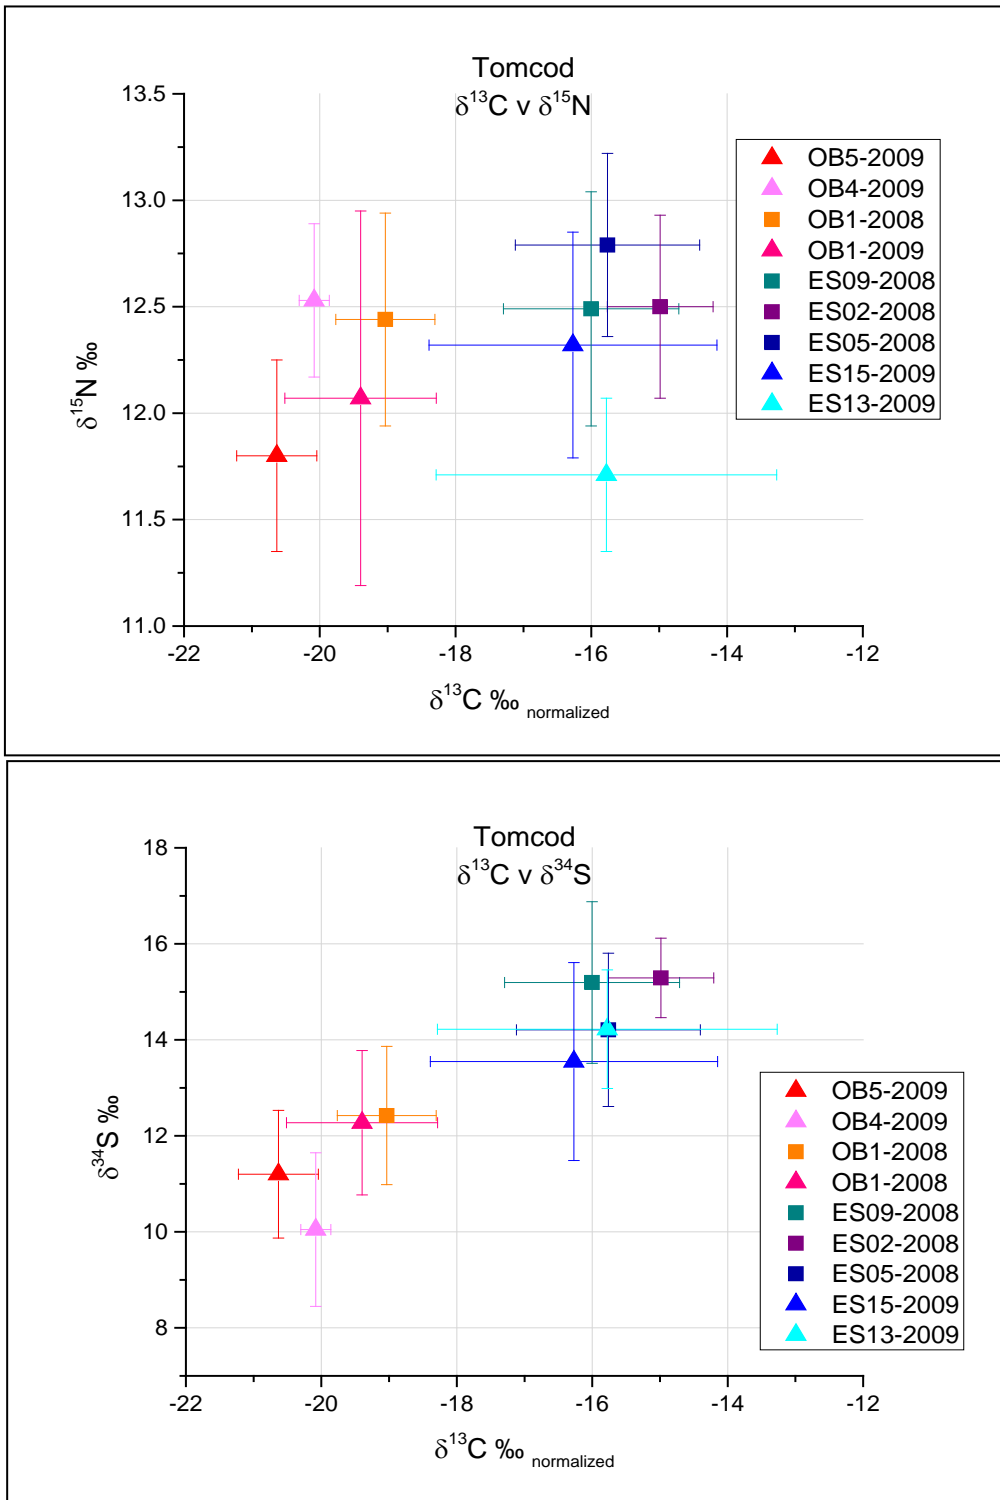 Tomcod
δ¹³C v δ¹⁵N
13.5
13.0
12.5
12.0
11.5
11.0
δ¹⁵N ‰
-22
-20
-18
-16
-14
-12
δ¹³C ‰ normalized
OB5-2009
OB4-2009
OB1-2008
OB1-2009
ES09-2008
ES02-2008
ES05-2008
ES15-2009
ES13-2009
Tomcod
δ¹³C v δ³⁴S
18
16
14
12
10
8
δ³⁴S ‰
-22
-20
-18
-16
-14
-12
δ¹³C ‰ normalized
OB5-2009
OB4-2009
OB1-2008
OB1-2008
ES09-2008
ES02-2008
ES05-2008
ES15-2009
ES13-2009